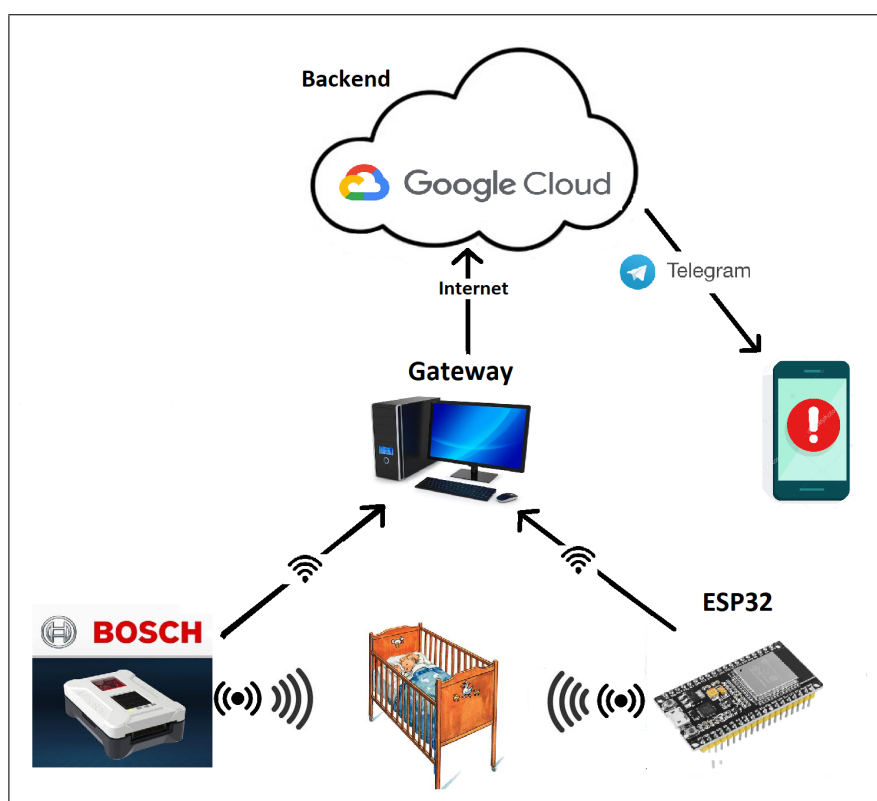 Backend
Google Cloud
Telegram
Internet
Gateway
ESP32
BOSCH